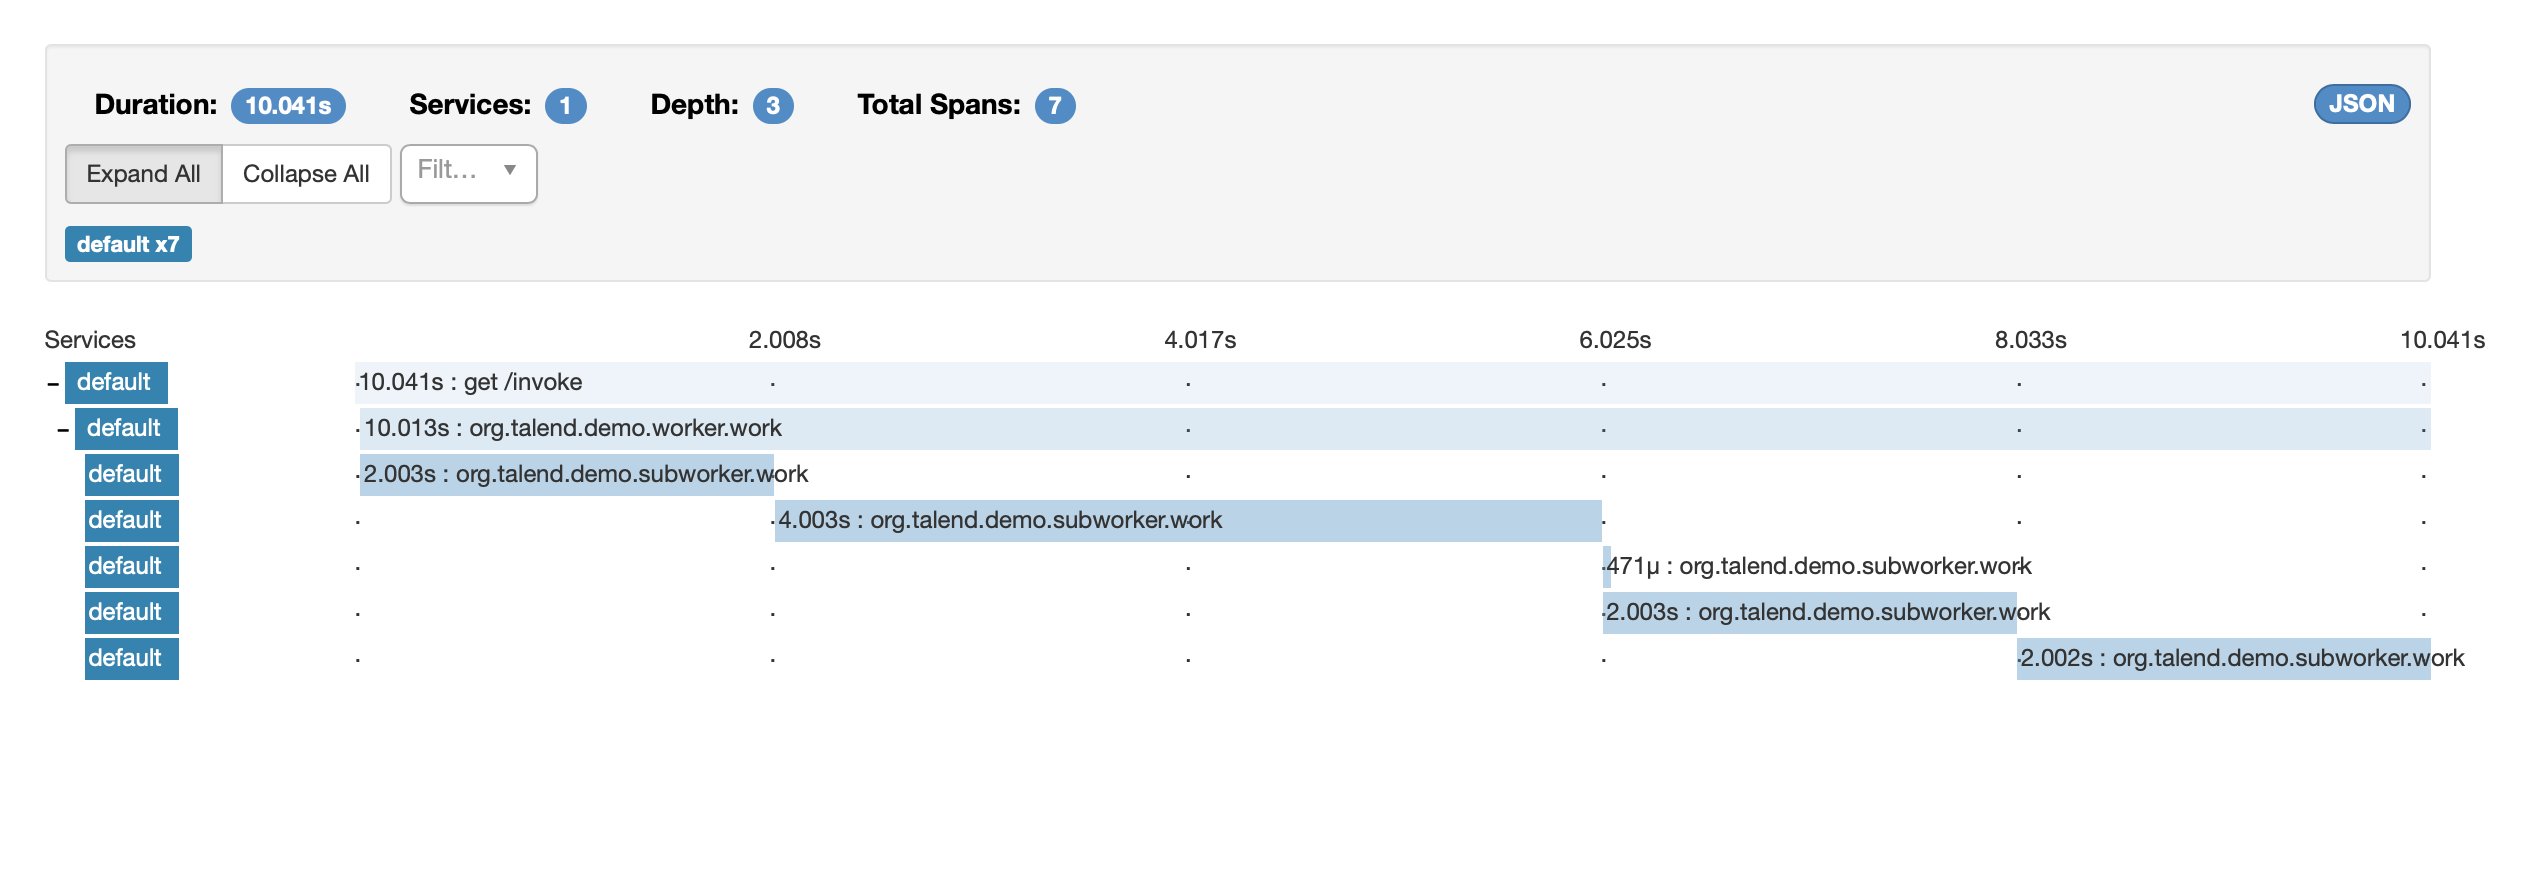 Duration: 10.041s Services: 1 Depth: 3 Total Spans: 7 JSON
Expand All Collapse All Filt...
default x7
Services 2.008s 4.017s 6.025s 8.033s 10.041s
default 10.041s : get /invoke
default 10.013s : org.talend.demo.worker.work
default 2.003s : org.talend.demo.subworker.work
default 4.003s : org.talend.demo.subworker.work
default 471μ : org.talend.demo.subworker.work
default 2.003s : org.talend.demo.subworker.work
default 2.002s : org.talend.demo.subworker.work